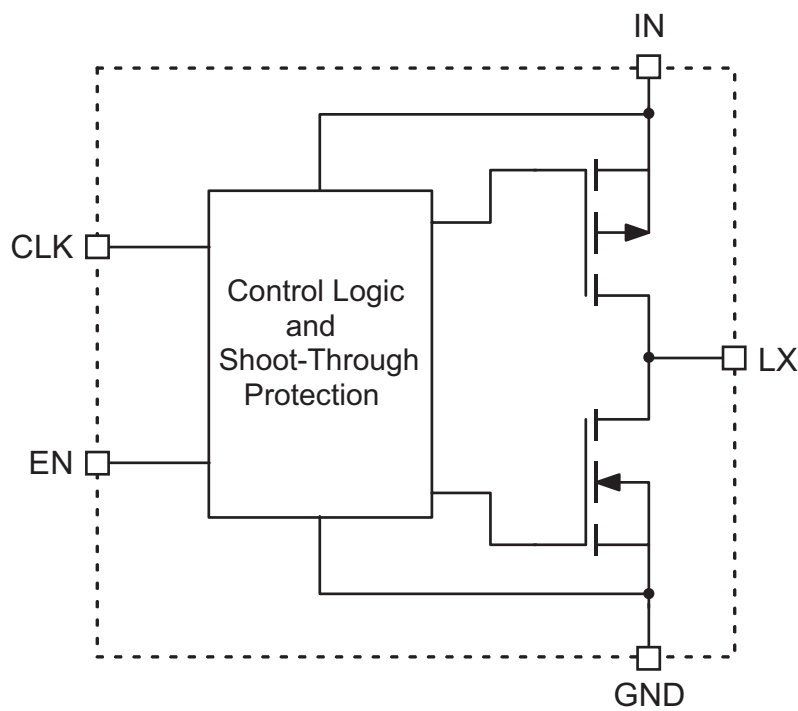 IN
CLK
Control Logic
and
Shoot-Through
Protection
LX
EN
GND